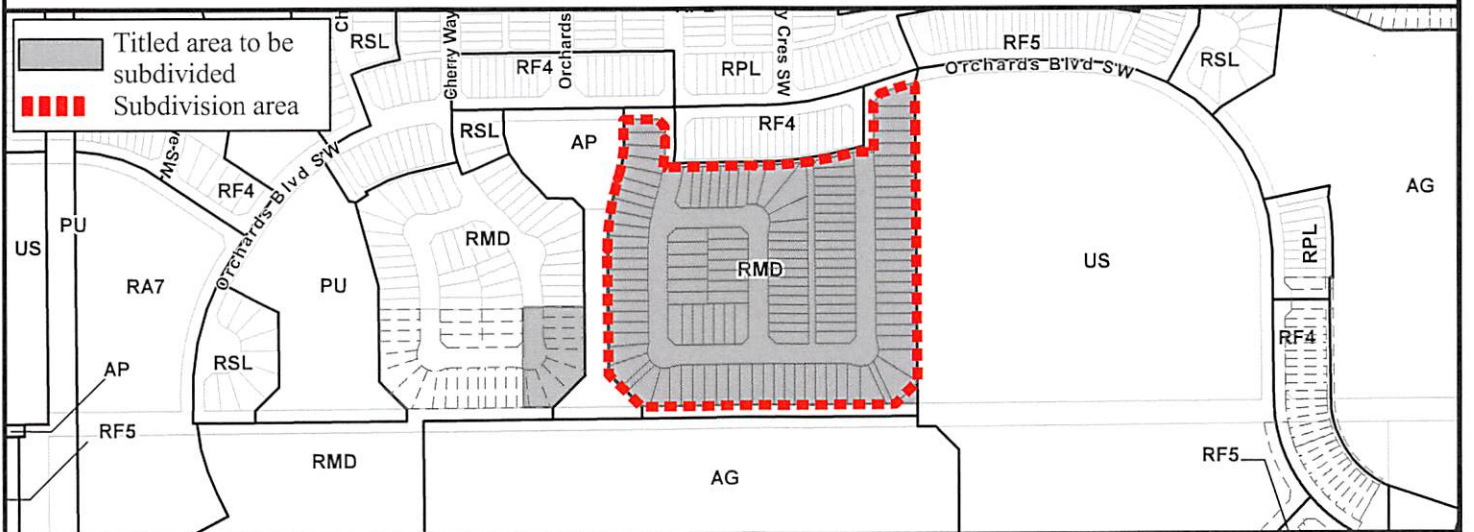 Titled area to be
subdivided
Subdivision area
Ch
RSL
Cherry Way
RF4
Orchards
RPL
y Cres SW
RF5
Orchards Blvd SW
RSL
RSL
AP
RF4
RF4
Orchards Blvd SW
US
PU
RA7
PU
RMD
RMD
US
RPL
AG
RSL
AP
RF4
RF5
RMD
AG
RF5